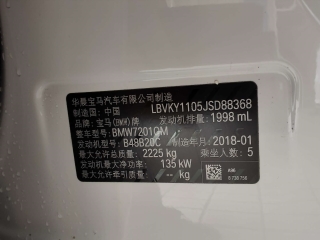 华晨宝马汽车有限公司制造
制造国: 中国 LBVKY1105JSD88368
品牌: 宝马(BMW)牌 发动机排量: 1998 mL
整车型号: BMW7201QM
发动机型号: B48B20C 制造年月: 2018-01
最大允许总质量: 2225 kg 乘坐人数: 5
发动机最大净功率: 135 kW
最大允许牵引质量: -- kg